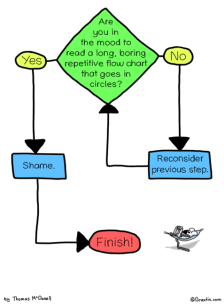 Are
you in
the mood to
read a long, boring
repetitive flow chart
that goes in
circles?
Yes
No
Shame.
Reconsider
previous step.
Finish!
by Thomas